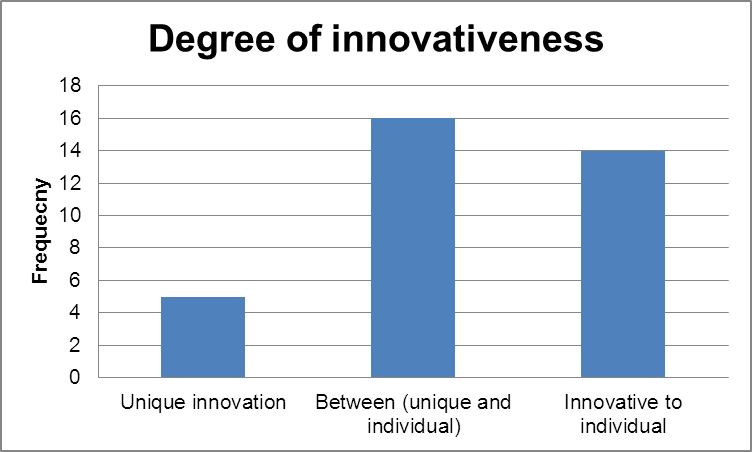 Degree of innovativeness
18
16
14
12
10
8
6
4
2
0
Frequecny
Unique innovation
Between (unique and
individual)
Innovative to
individual